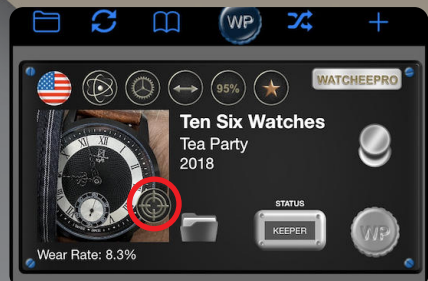 WP
95%
WATCHEEPRO
Ten Six Watches
Tea Party
2018
STATUS
KEEPER
WP
Wear Rate: 8.3%